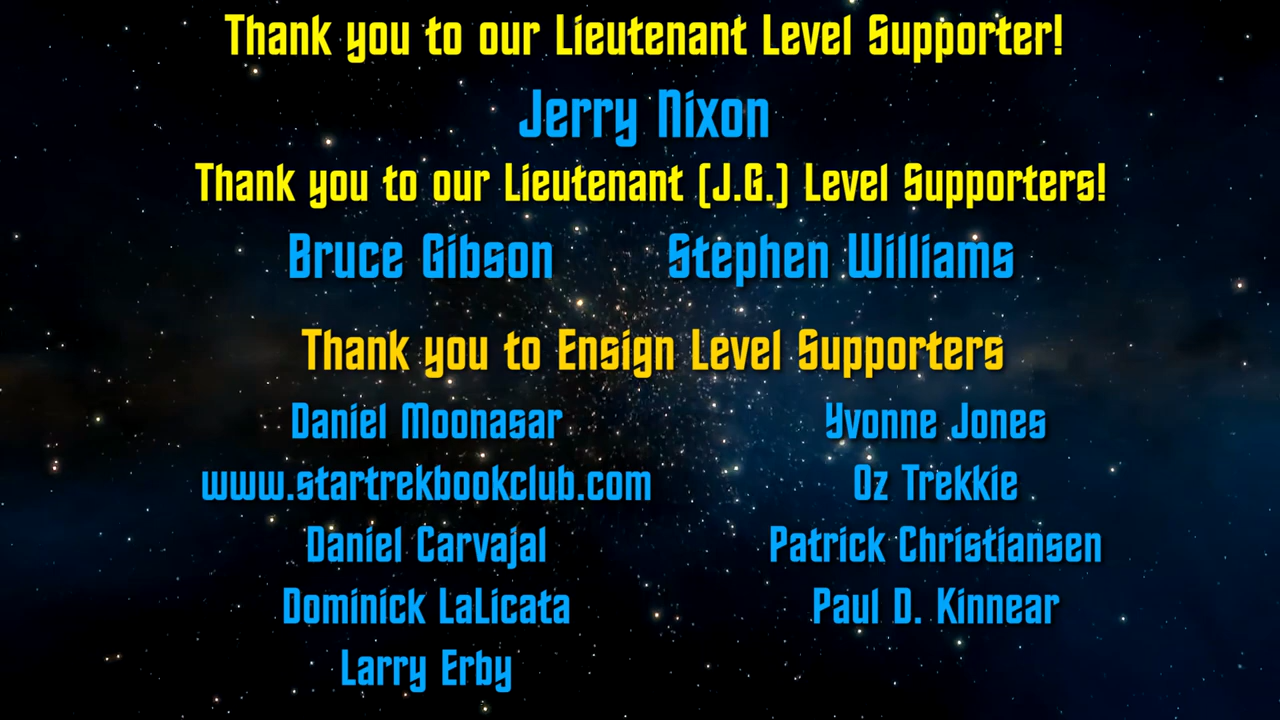 Thank you to our Lieutenant Level Supporter!
Jerry Nixon
Thank you to our Lieutenant (J.G.) Level Supporters!
Bruce Gibson Stephen Williams
Thank you to Ensign Level Supporters
Daniel Moonasar Yvonne Jones
www.startrekbookclub.com Oz Trekkie
Daniel Carvajal Patrick Christiansen
Dominick LaLicata Paul D. Kinnear
Larry Erby